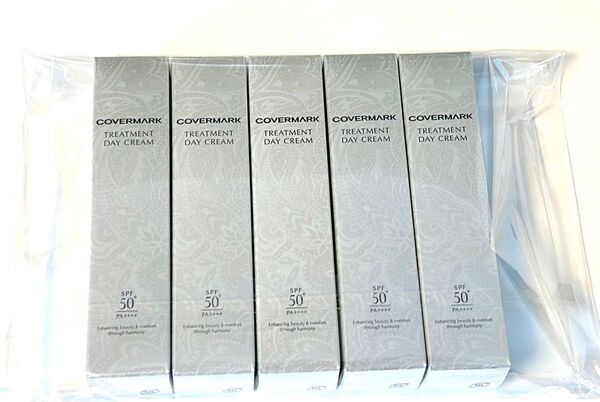 COVERMARK
TREATMENT
DAY CREAM
SPF
50+
PA++++
Enhancing beauty & comfort
through harmony
COVERMARK
TREATMENT
DAY CREAM
SPF
50+
PA++++
Enhancing beauty & comfort
through harmony
COVERMARK
TREATMENT
DAY CREAM
SPF
50+
PA++++
Enhancing beauty & comfort
through harmony
COVERMARK
TREATMENT
DAY CREAM
SPF
50+
PA++++
Enhancing beauty & comfort
through harmony
COVERMARK
TREATMENT
DAY CREAM
SPF
50+
PA++++
Enhancing beauty & comfort
through harmony